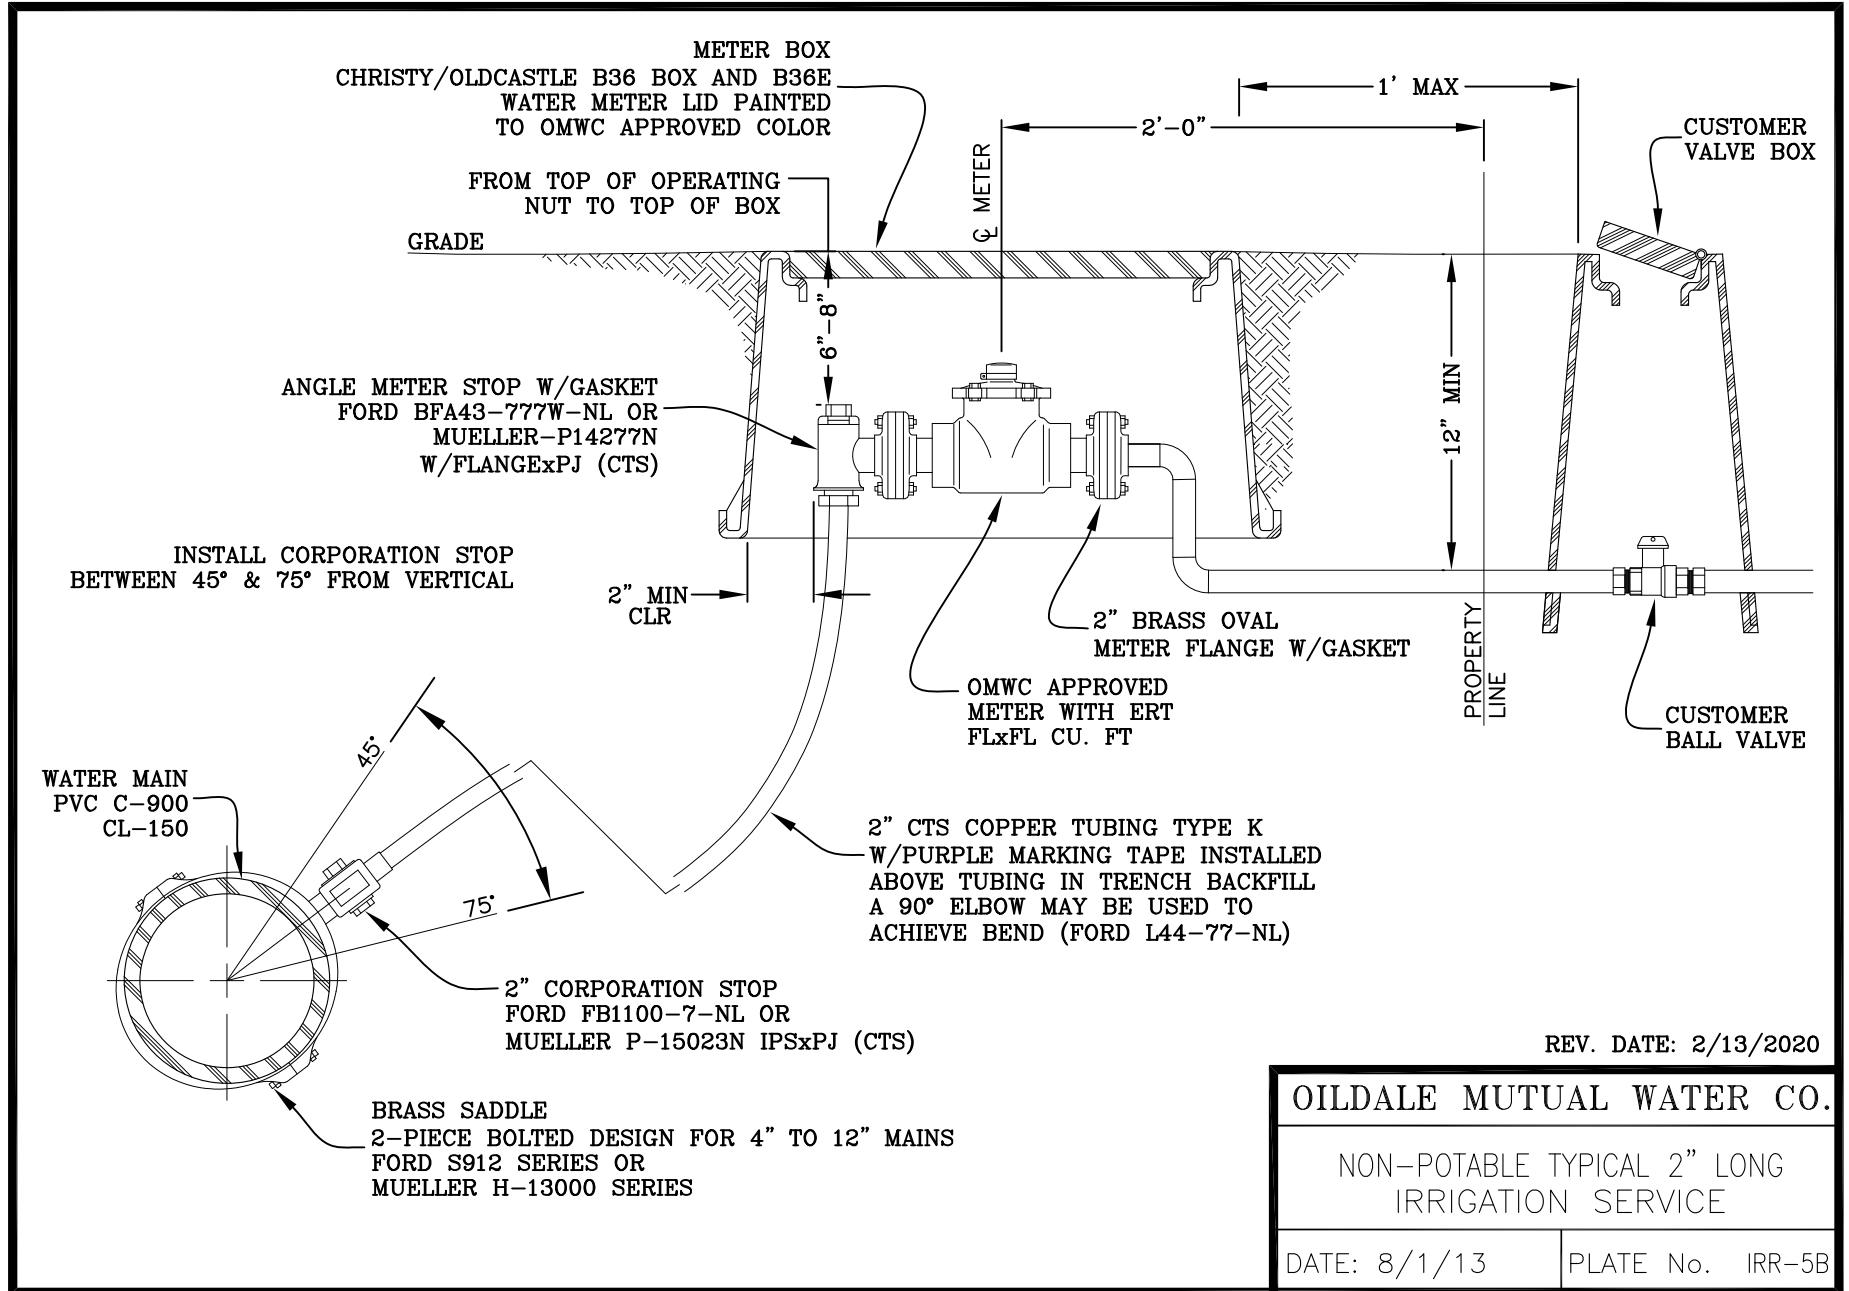 METER BOX
CHRISTY/OLDCASTLE B36 BOX AND B36E
WATER METER LID PAINTED
TO OMWC APPROVED COLOR
1' MAX
2'-0"
CUSTOMER
VALVE BOX
FROM TOP OF OPERATING
NUT TO TOP OF BOX
℄ METER
GRADE
6"-8"
ANGLE METER STOP W/GASKET
FORD BFA43-777W-NL OR
MUELLER-P14277N
W/FLANGExPJ (CTS)
12" MIN
INSTALL CORPORATION STOP
BETWEEN 45° & 75° FROM VERTICAL
2" MIN
CLR
2" BRASS OVAL
METER FLANGE W/GASKET
PROPERTY
LINE
OMWC APPROVED
METER WITH ERT
FLxFL CU. FT
CUSTOMER
BALL VALVE
45°
WATER MAIN
PVC C-900
CL-150
75°
2" CTS COPPER TUBING TYPE K
W/PURPLE MARKING TAPE INSTALLED
ABOVE TUBING IN TRENCH BACKFILL
A 90° ELBOW MAY BE USED TO
ACHIEVE BEND (FORD L44-77-NL)
2" CORPORATION STOP
FORD FB1100-7-NL OR
MUELLER P-15023N IPSxPJ (CTS)
BRASS SADDLE
2-PIECE BOLTED DESIGN FOR 4" TO 12" MAINS
FORD S912 SERIES OR
MUELLER H-13000 SERIES
REV. DATE: 2/13/2020
OILDALE MUTUAL WATER CO.
NON-POTABLE TYPICAL 2" LONG
IRRIGATION SERVICE
DATE: 8/1/13
PLATE No. IRR-5B